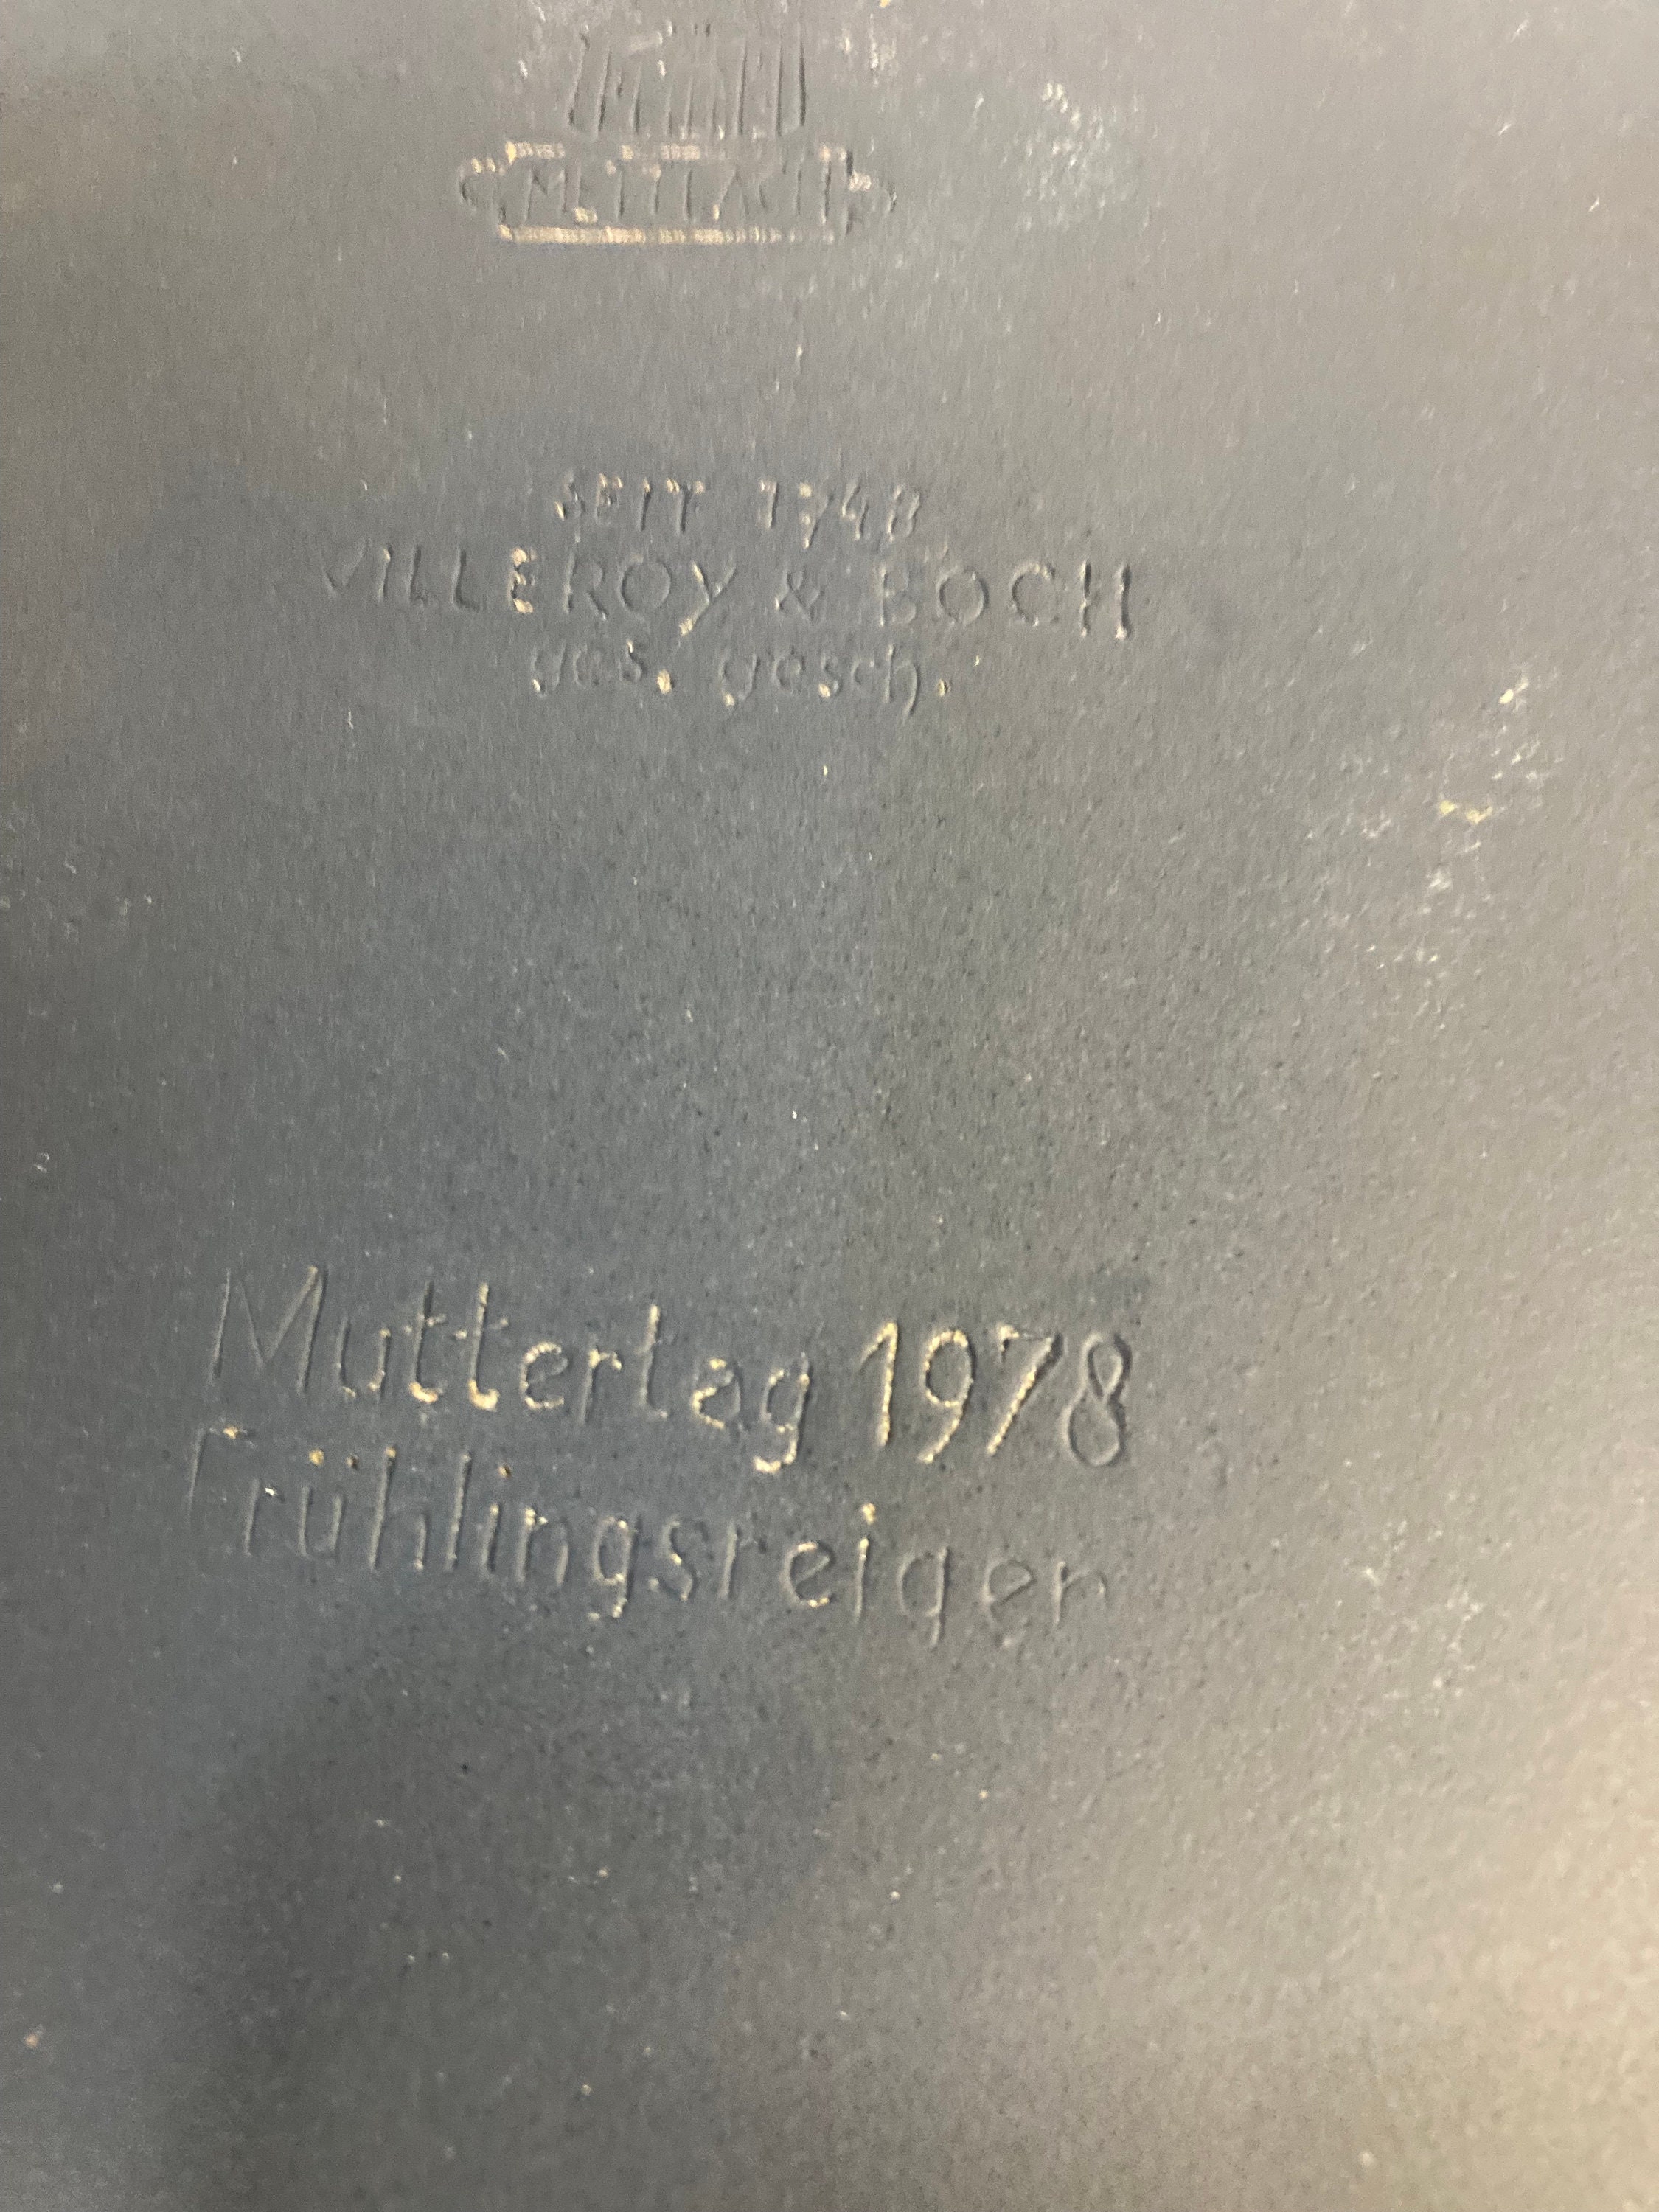 METTLACH
SEIT 1748
VILLEROY & BOCH
ges. gesch.
Muttertag 1978
Frühlingsreigen